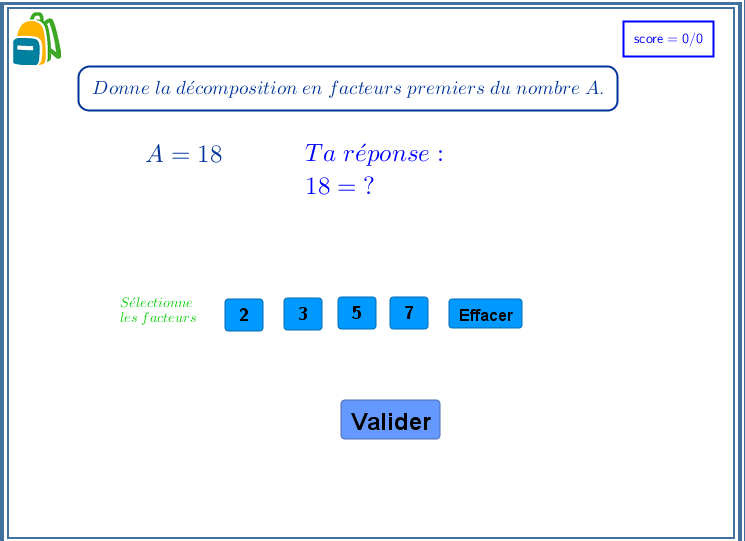 score = 0/0
Donne la décomposition en facteurs premiers du nombre A.
A = 18
Ta réponse :
18 = ?
Sélectionne
les facteurs
2 3 5 7 Effacer
Valider